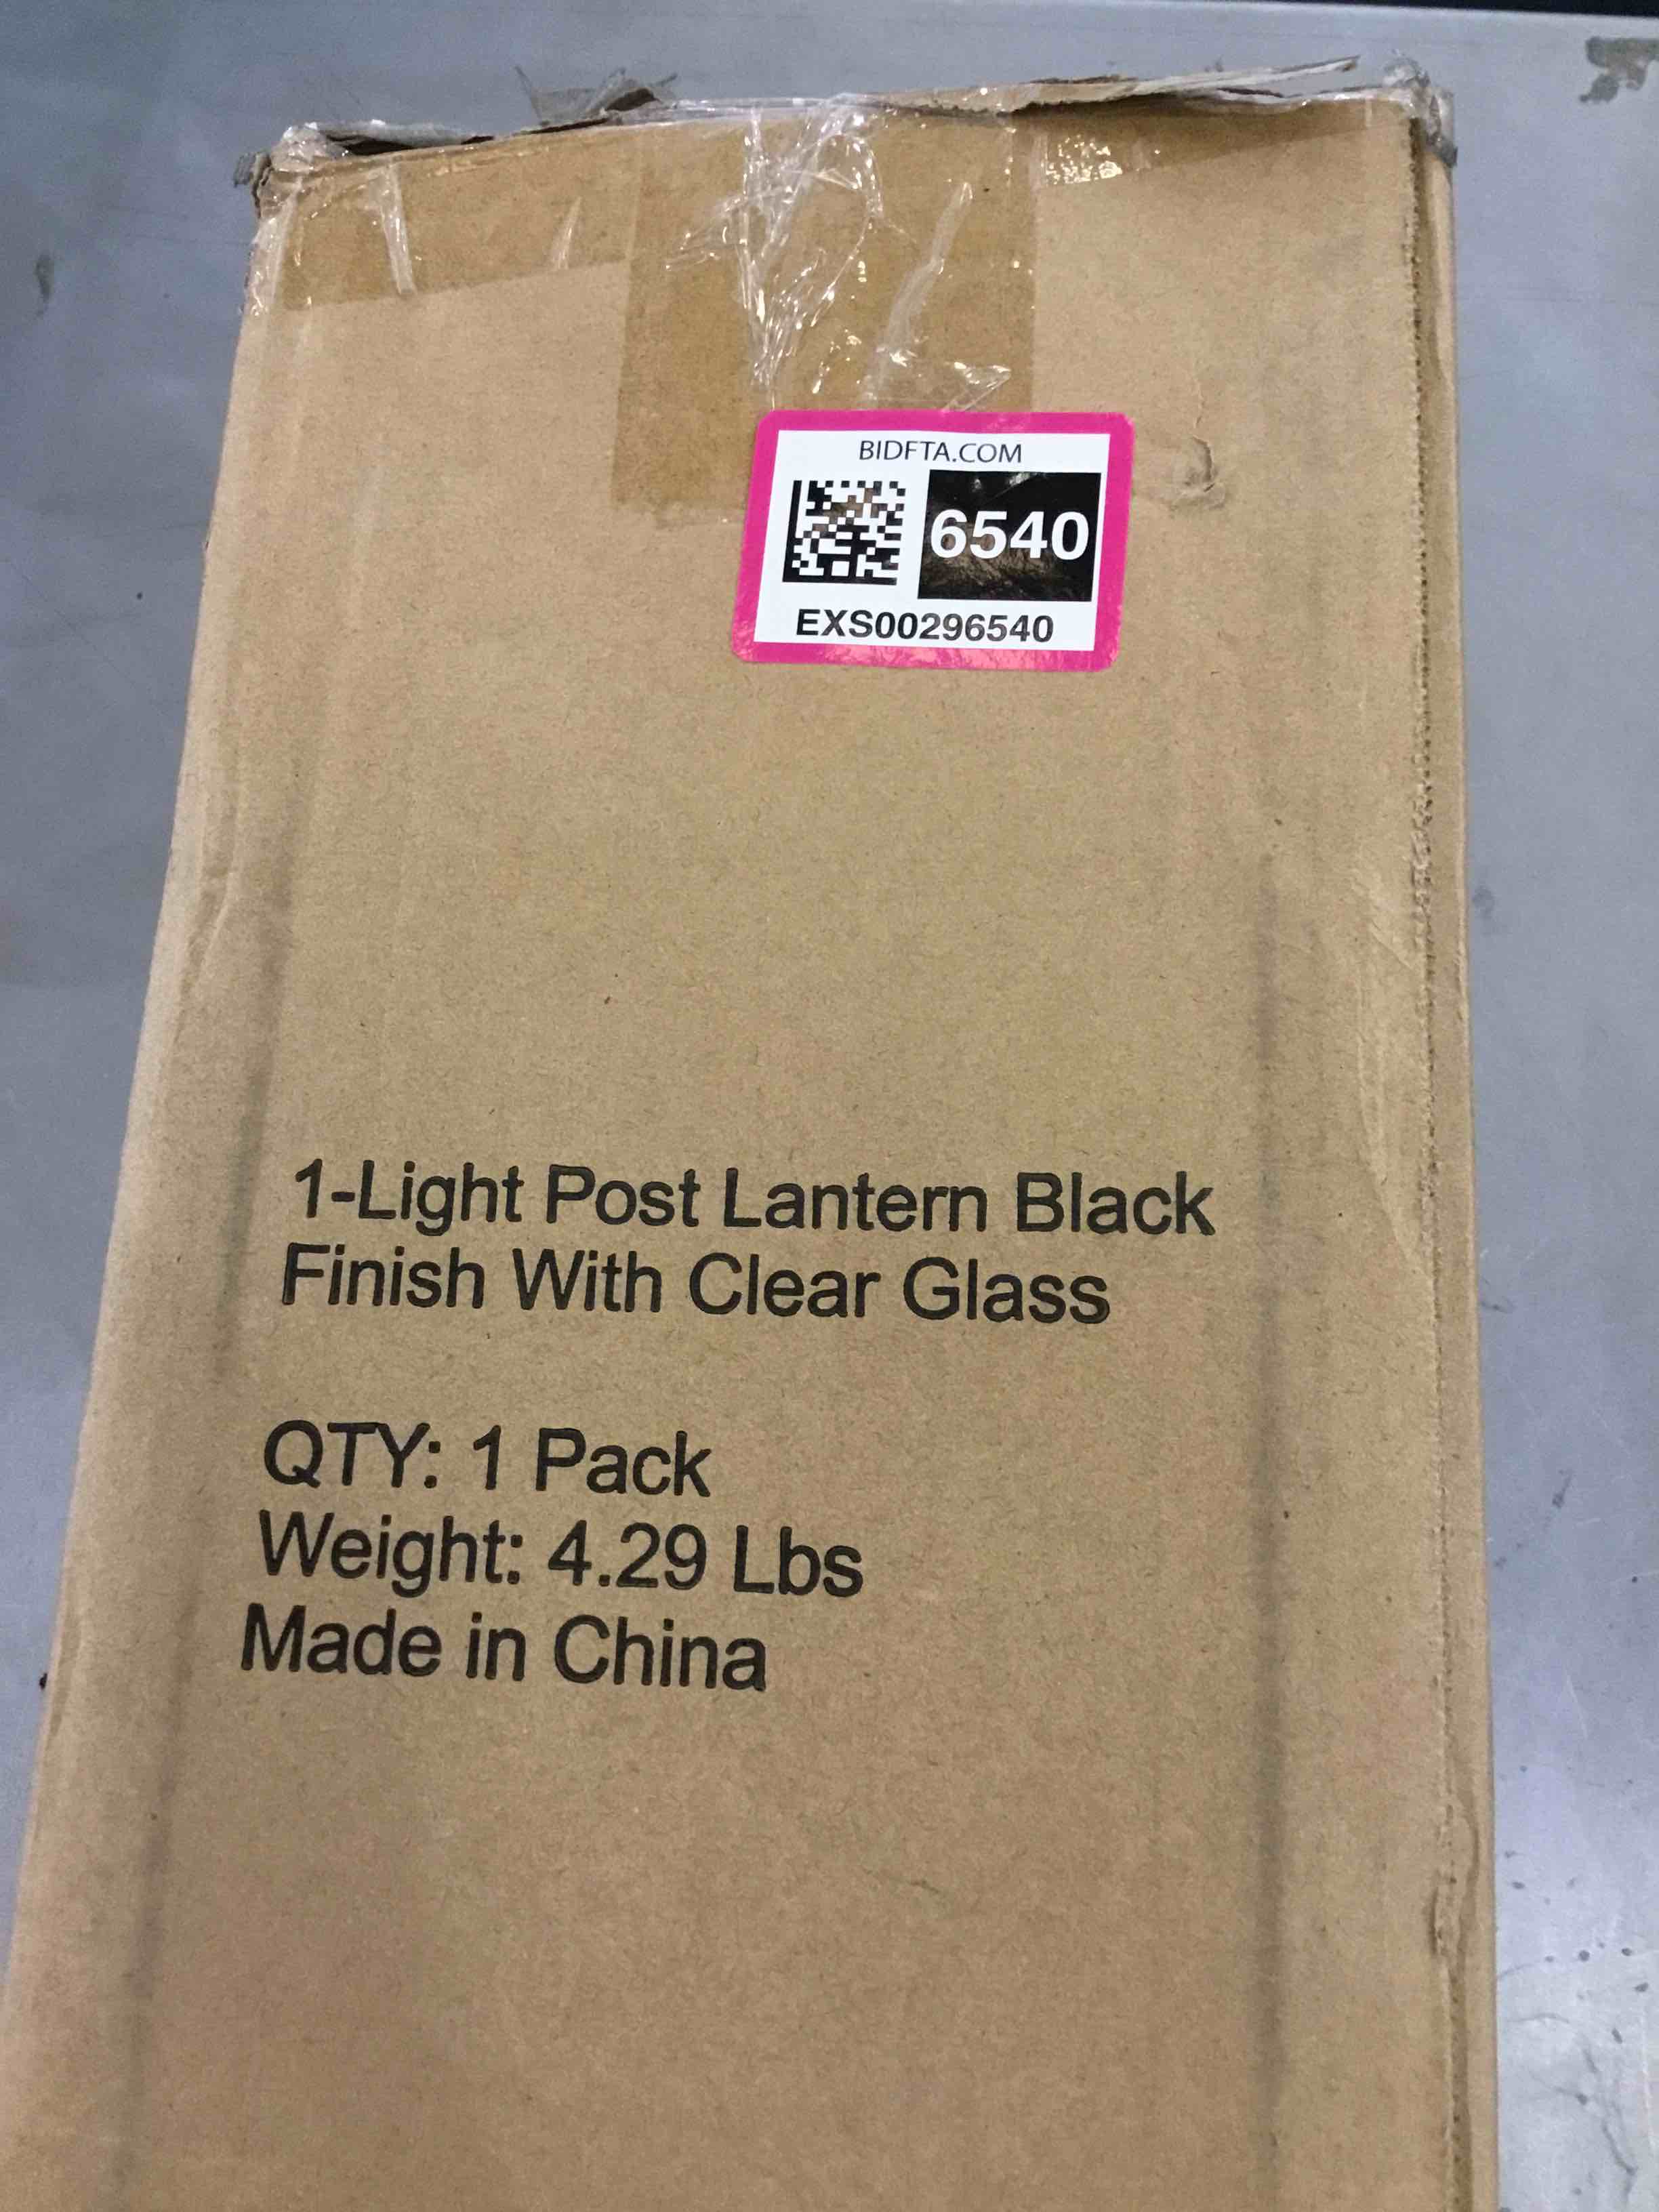 BIDFTA.COM
6540
EXS00296540
1-Light Post Lantern Black
Finish With Clear Glass
QTY: 1 Pack
Weight: 4.29 Lbs
Made in China